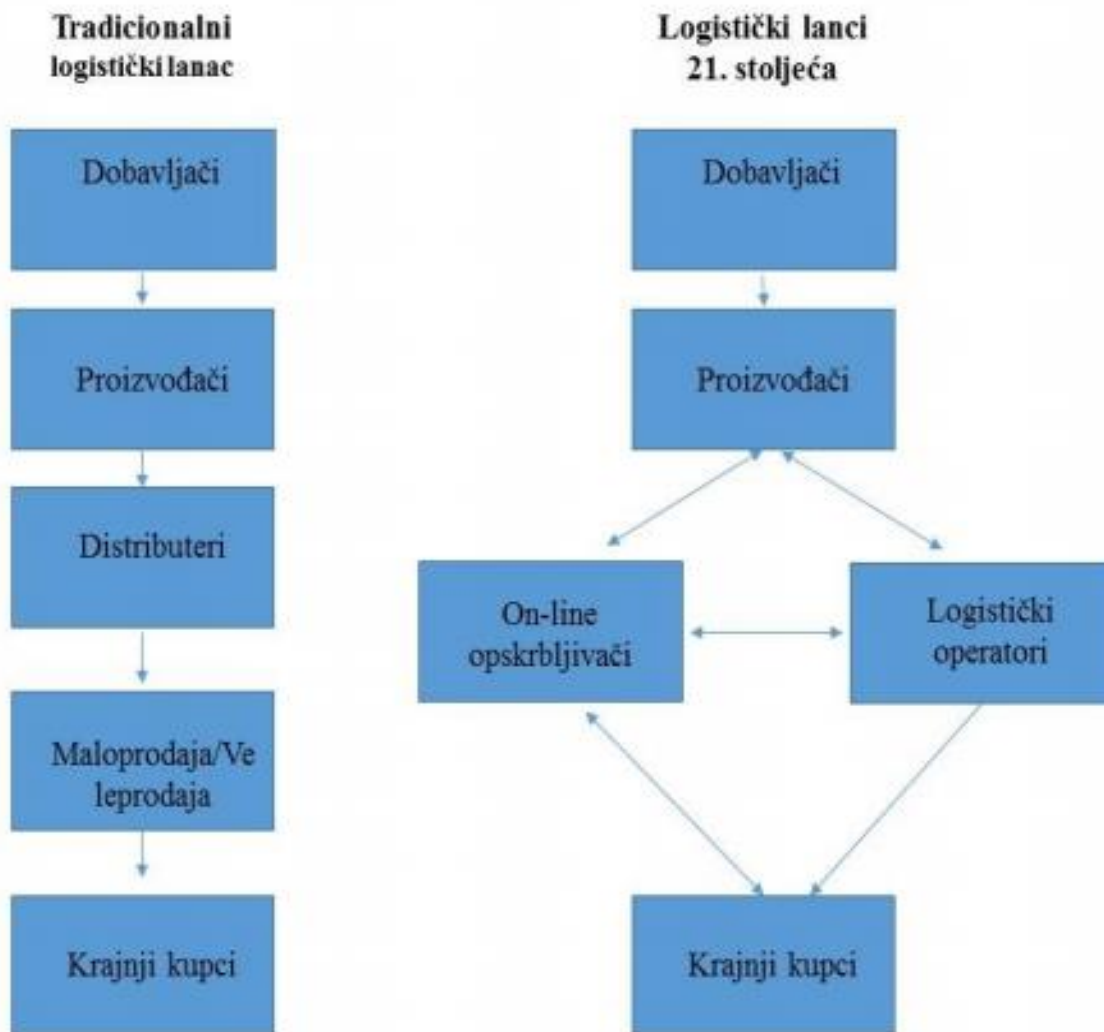 Tradicionalni
logistički lanac
Dobavljači
Proizvođači
Distributeri
Maloprodaja/Ve
leprodaja
Krajnji kupci
Logistički lanci
21. stoljeća
Dobavljači
Proizvođači
On-line
opskrbljivači
Logistički
operatori
Krajnji kupci